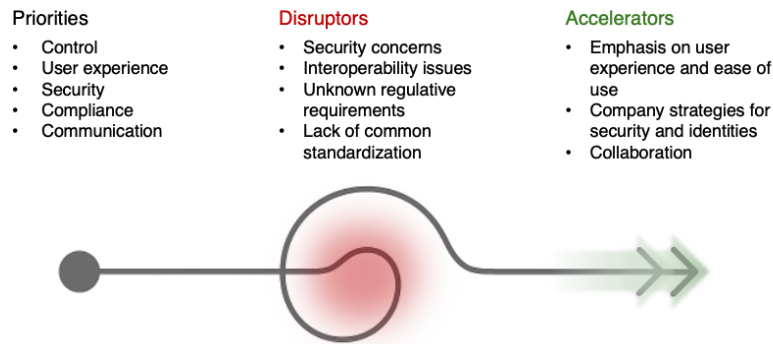 Priorities
• Control
• User experience
• Security
• Compliance
• Communication
Disruptors
• Security concerns
• Interoperability issues
• Unknown regulative
requirements
• Lack of common
standardization
Accelerators
• Emphasis on user
experience and ease of
use
• Company strategies for
security and identities
• Collaboration